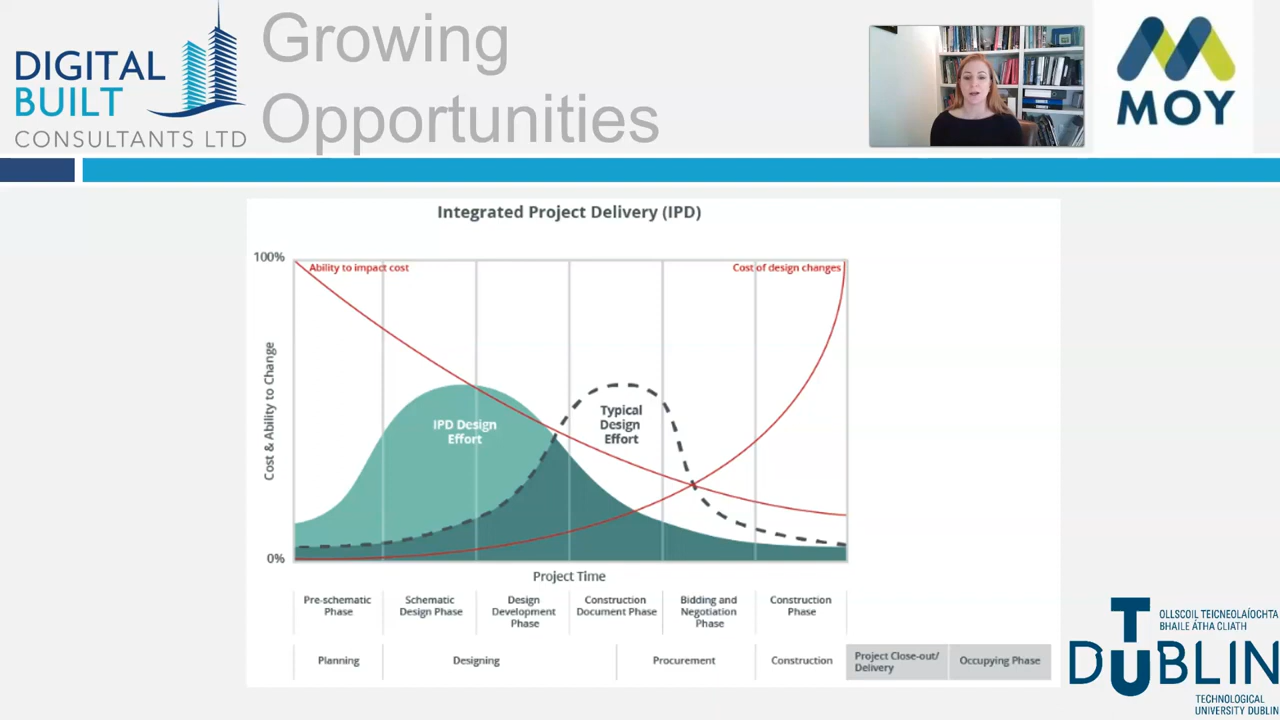 DIGITAL
BUILT
CONSULTANTS LTD
Growing
Opportunities
MOY
Integrated Project Delivery (IPD)
100%
Ability to impact cost
Cost of design changes
Cost & Ability to Change
IPD Design
Effort
Typical
Design
Effort
0%
Project Time
Pre-schematic
Phase
Schematic
Design Phase
Design
Development
Phase
Construction
Document Phase
Bidding and
Negotiation
Phase
Construction
Phase
Planning
Designing
Procurement
Construction
Project Close-out/
Delivery
Occupying Phase
OLLSCOIL TEICNEOLAÍOCHTA
BHAILE ÁTHA CLIATH
T
DUBLIN
TECHNOLOGICAL
UNIVERSITY DUBLIN